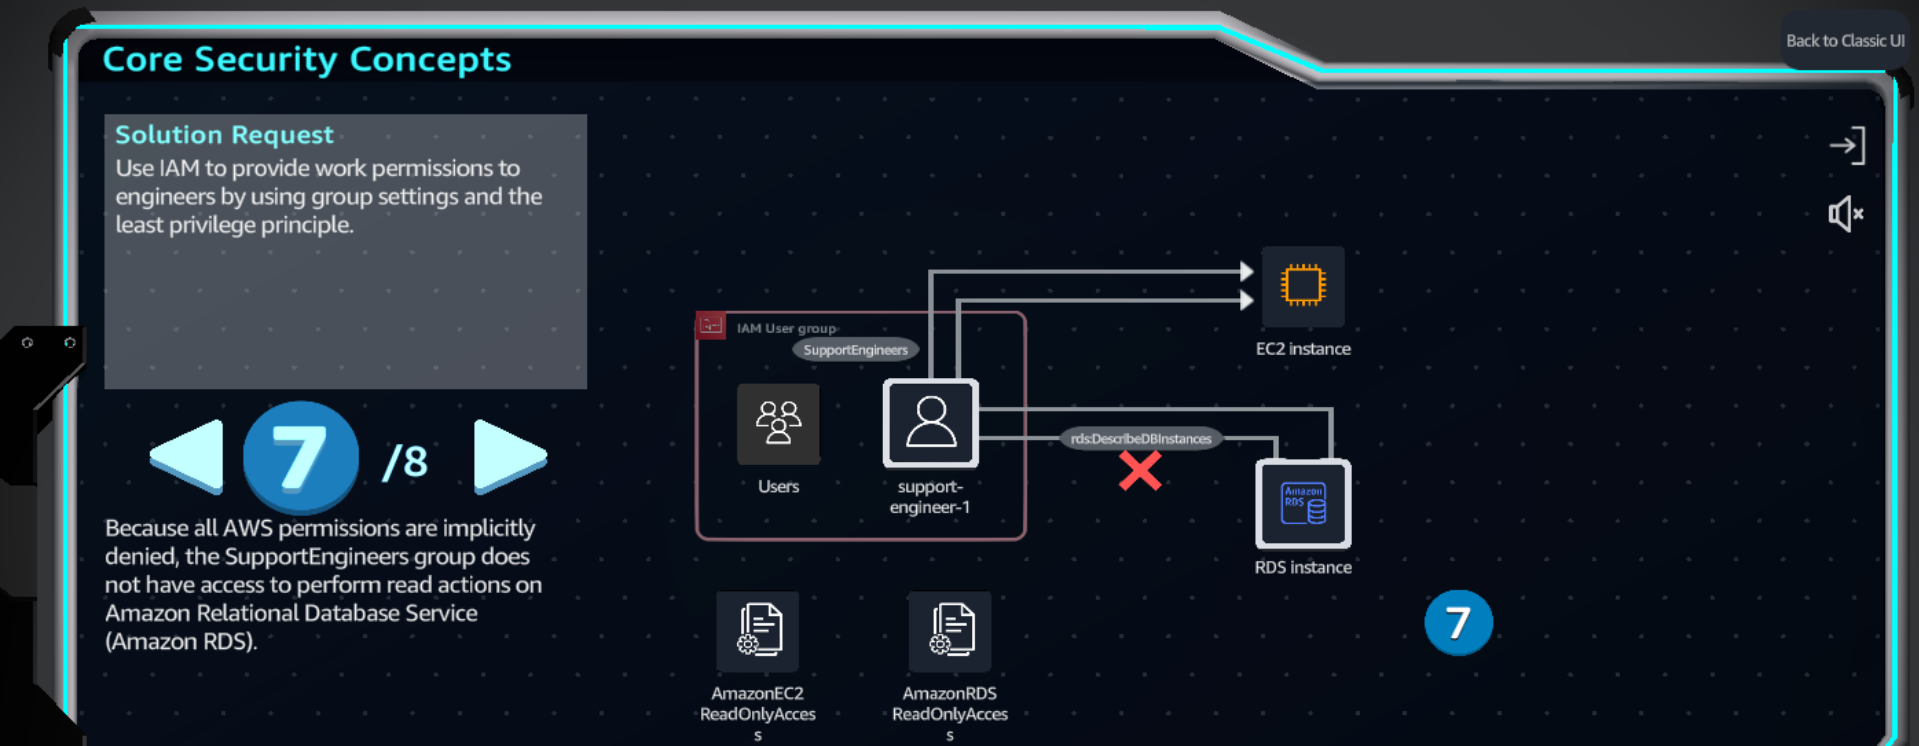 Back to Classic UI
Core Security Concepts
Solution Request
Use IAM to provide work permissions to
engineers by using group settings and the
least privilege principle.
7
/8
Because all AWS permissions are implicitly
denied, the SupportEngineers group does
not have access to perform read actions on
Amazon Relational Database Service
(Amazon RDS).
IAM User group
SupportEngineers
Users
support-
engineer-1
EC2 instance
rds:DescribeDBInstances
Amazon
RDS
RDS instance
7
AmazonEC2
ReadOnlyAcces
s
AmazonRDS
ReadOnlyAcces
s